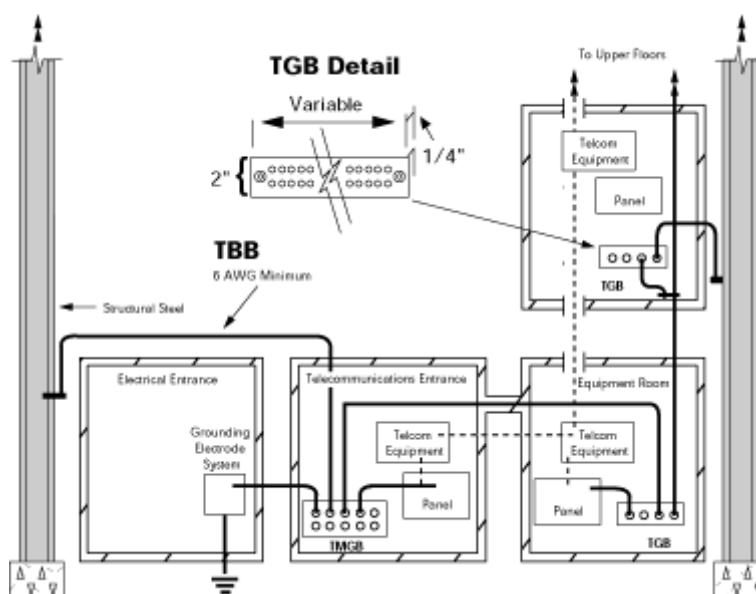 To Upper Floors
TGB Detail
Variable
1/4"
2"
Telcom
Equipment
Panel
TGB
TBB
6 AWG Minimum
Structural Steel
Electrical Entrance
Telecommunications Entrance
Equipment Room
Grounding
Electrode
System
Telcom
Equipment
Panel
TMGB
Telcom
Equipment
Panel
TGB